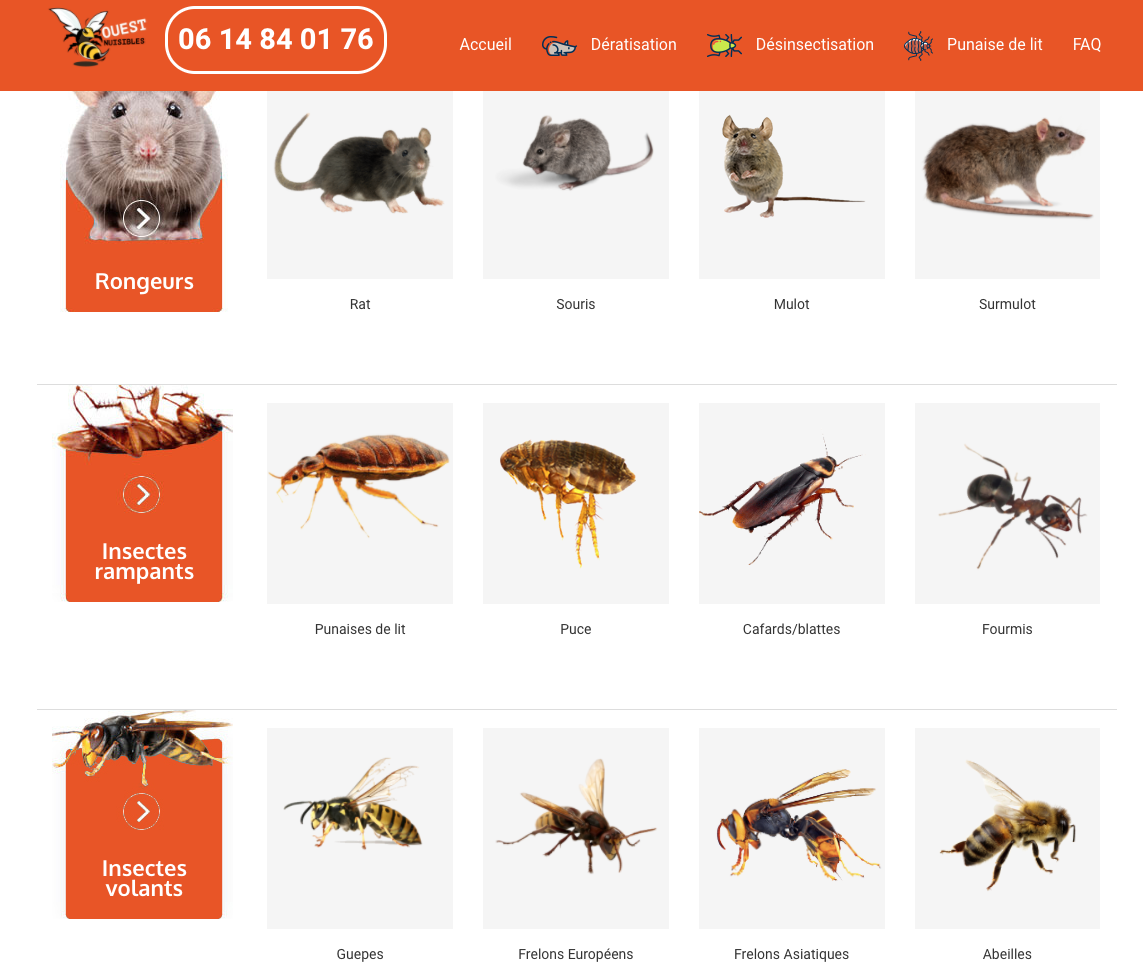 OUEST
NUISIBLES
06 14 84 01 76
Accueil
Dératisation
Désinsectisation
Punaise de lit
FAQ
Rongeurs
Rat
Souris
Mulot
Surmulot
Insectes
rampants
Punaises de lit
Puce
Cafards/blattes
Fourmis
Insectes
volants
Guepes
Frelons Européens
Frelons Asiatiques
Abeilles